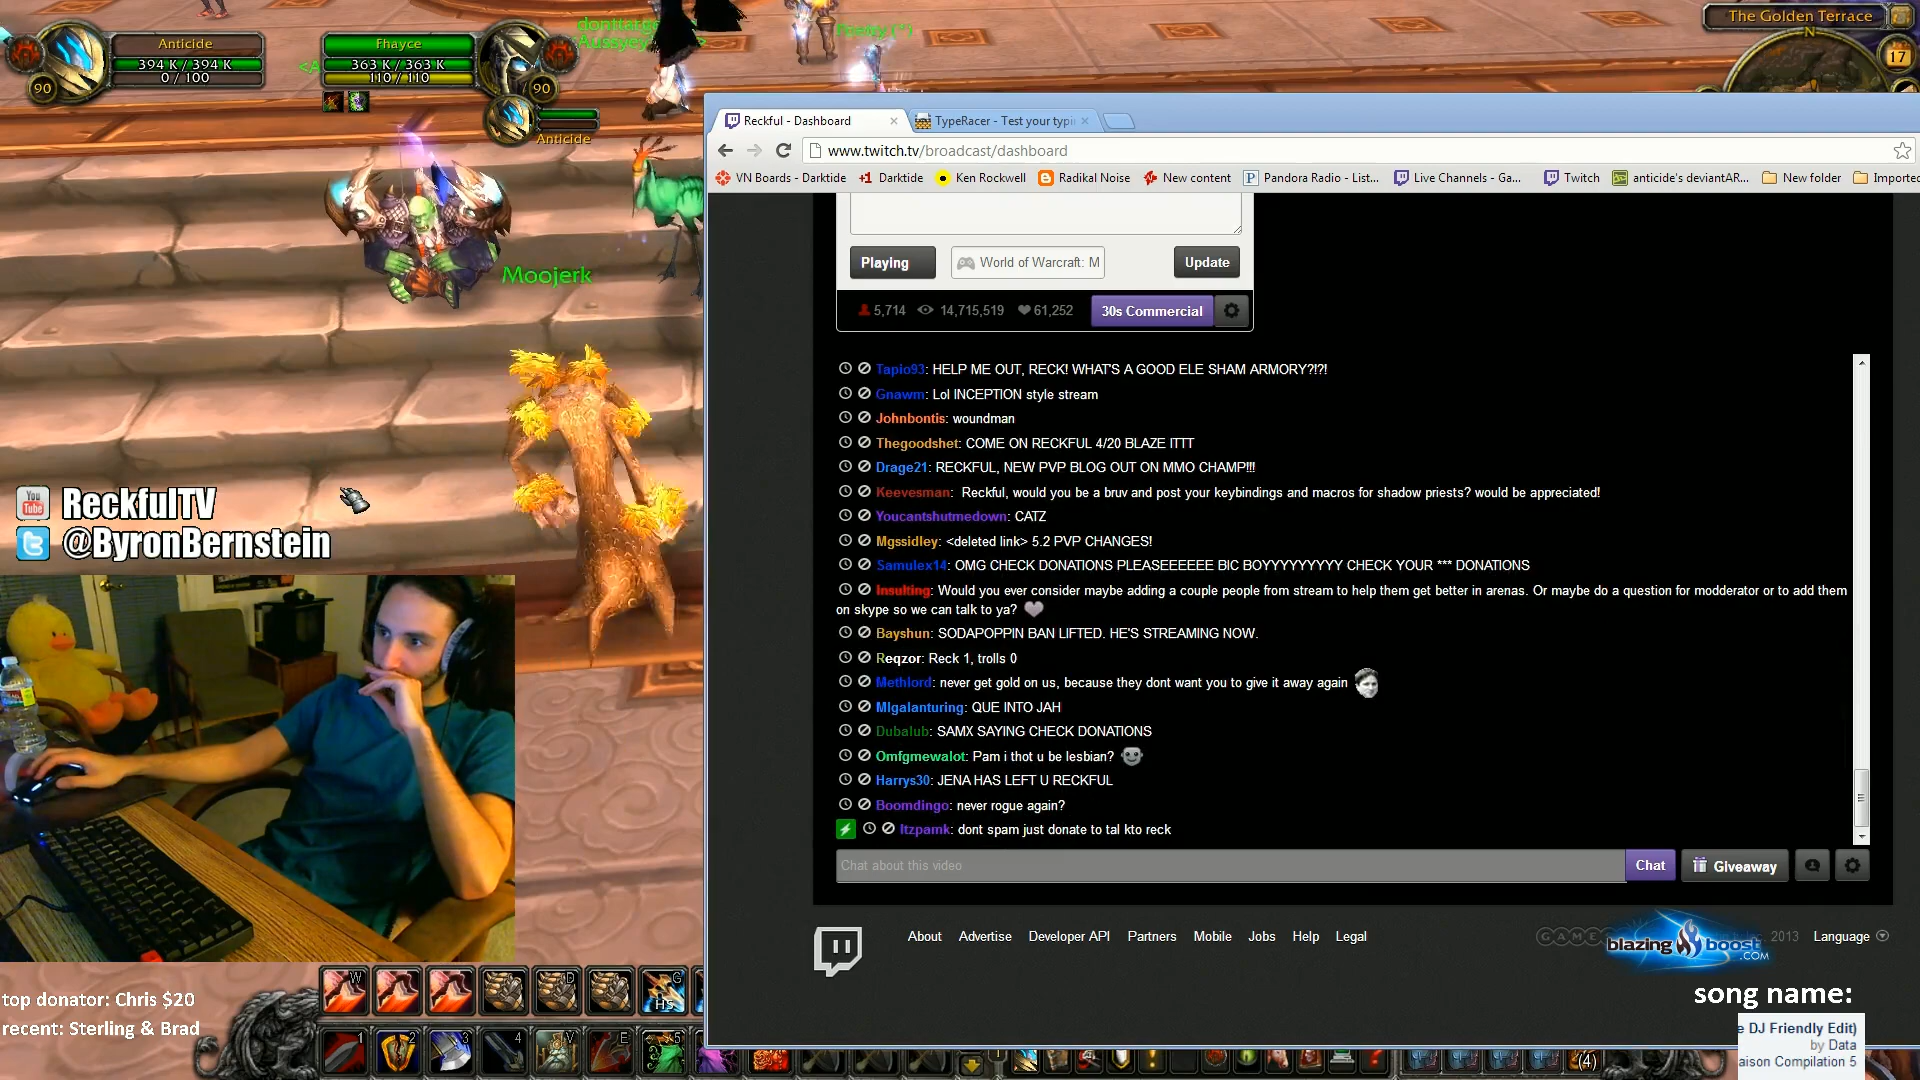 Anticide
394 K / 394 K
0 / 100
90
Fhayce
363 K / 363 K
110 / 110
90
Anticide
The Golden Terrace
N
17
Moojerk
You Tube ReckfulTV
@ByronBernstein
Reckful - Dashboard
TypeRacer - Test your typi
www.twitch.tv/broadcast/dashboard
VN Boards - Darktide
+1 Darktide
Ken Rockwell
Radikal Noise
New content
Pandora Radio - List...
Live Channels - Ga...
Twitch
anticide's deviantAR...
New folder
Imported
Playing
World of Warcraft: M
Update
5,714
14,715,519
61,252
30s Commercial
Tapio93: HELP ME OUT, RECK! WHAT'S A GOOD ELE SHAM ARMORY?!?!
Gnawm: Lol INCEPTION style stream
Johnbontis: woundman
Thegoodshet: COME ON RECKFUL 4/20 BLAZE ITTT
Drage21: RECKFUL, NEW PVP BLOG OUT ON MMO CHAMP!!!
Keevesman: Reckful, would you be a bruv and post your keybindings and macros for shadow priests? would be appreciated!
Youcantshutmedown: CATZ
Mgssidley: <deleted link> 5.2 PVP CHANGES!
Samulex14: OMG CHECK DONATIONS PLEASEEEEEE BIC BOYYYYYYYYY CHECK YOUR *** DONATIONS
Insulting: Would you ever consider maybe adding a couple people from stream to help them get better in arenas. Or maybe do a question for modderator or to add them
on skype so we can talk to ya?
Bayshun: SODAPOPPIN BAN LIFTED. HE'S STREAMING NOW.
Reqzor: Reck 1, trolls 0
Methlord: never get gold on us, because they dont want you to give it away again
Mlgalanturing: QUE INTO JAH
Dubalub: SAMX SAYING CHECK DONATIONS
Omfgmewalot: Pam i thot u be lesbian?
Harrys30: JENA HAS LEFT U RECKFUL
Boomdingo: never rogue again?
Itzpamk: dont spam just donate to tal kto reck
Chat about this video
Chat
Giveaway
About
Advertise
Developer API
Partners
Mobile
Jobs
Help
Legal
blazing boost .COM
2013
Language
top donator: Chris $20
recent: Sterling & Brad
song name:
e DJ Friendly Edit)
by Data
aison Compilation 5
W
D
G
Hs
1
2
3
4
V
E
5
(4)